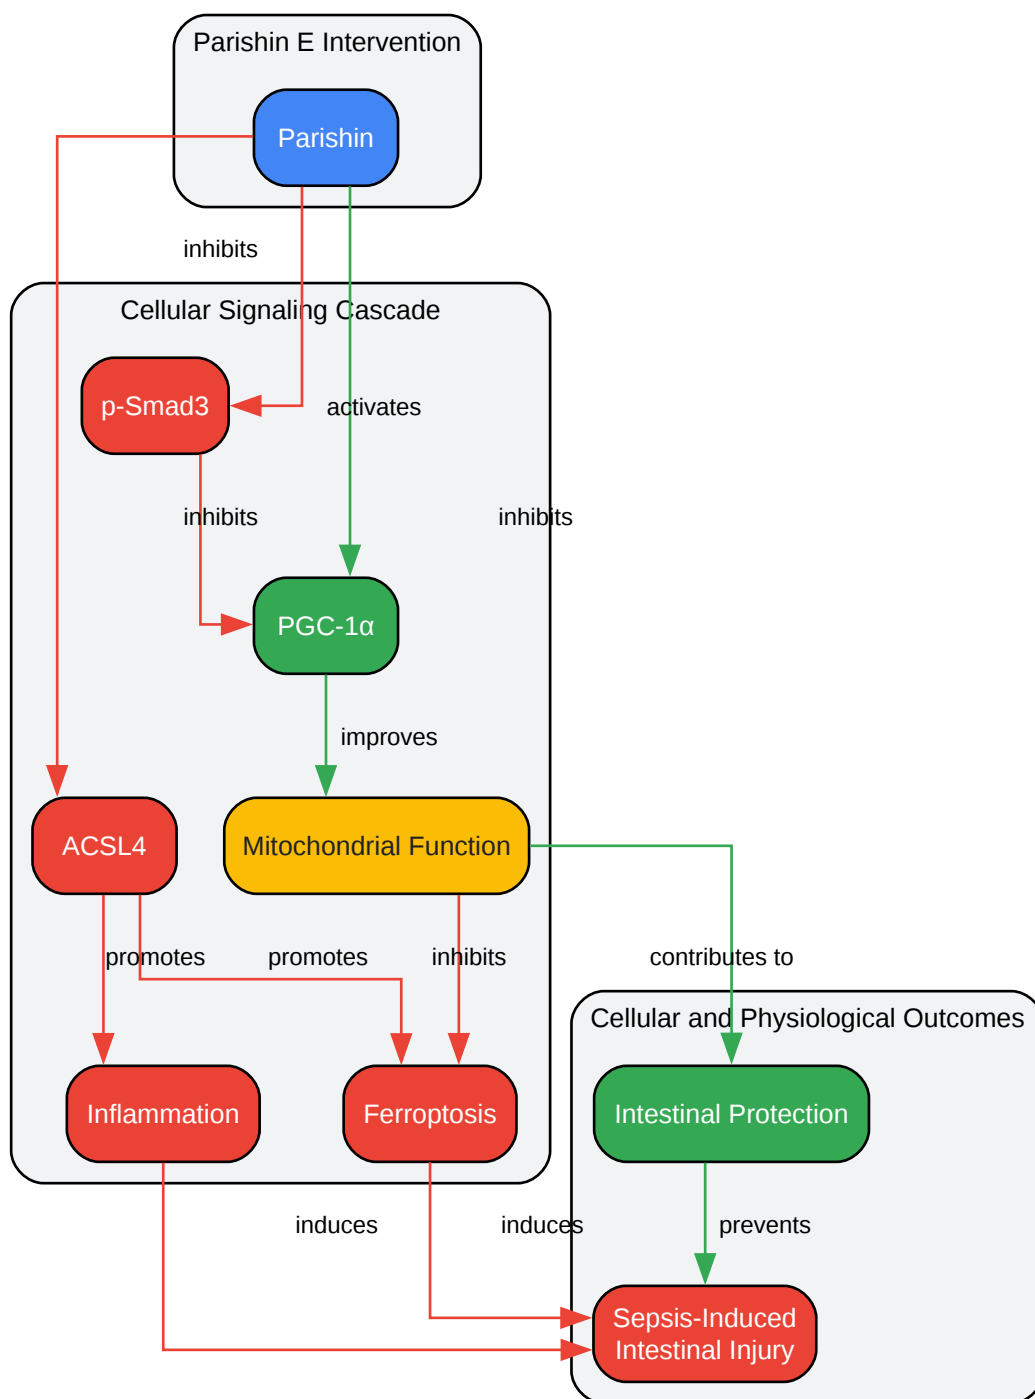 Parishin E Intervention
Parishin
inhibits
Cellular Signaling Cascade
p-Smad3
activates
inhibits
inhibits
PGC-1α
improves
ACSL4
Mitochondrial Function
promotes
promotes
inhibits
contributes to
Cellular and Physiological Outcomes
Inflammation
Ferroptosis
Intestinal Protection
induces
induces
prevents
Sepsis-Induced
Intestinal Injury